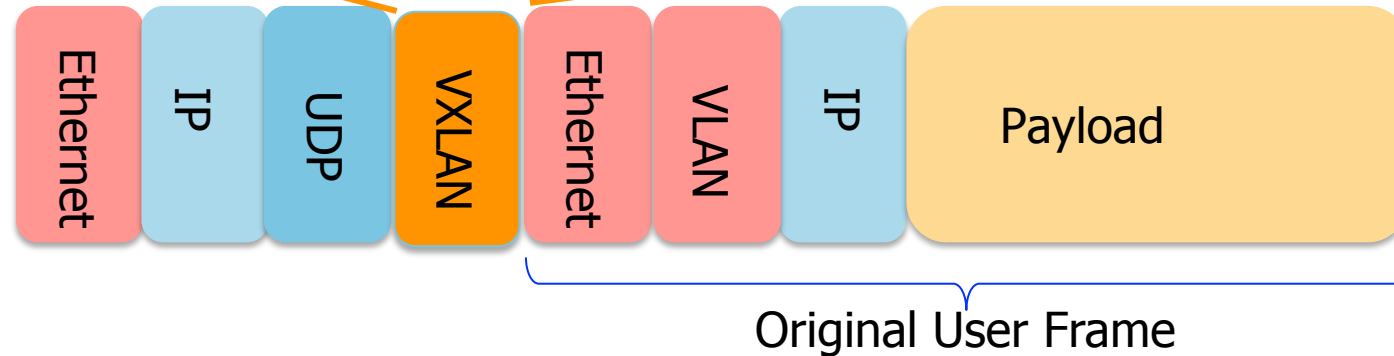 Ethernet
IP
UDP
VXLAN
Ethernet
VLAN
IP
Payload
Original User Frame